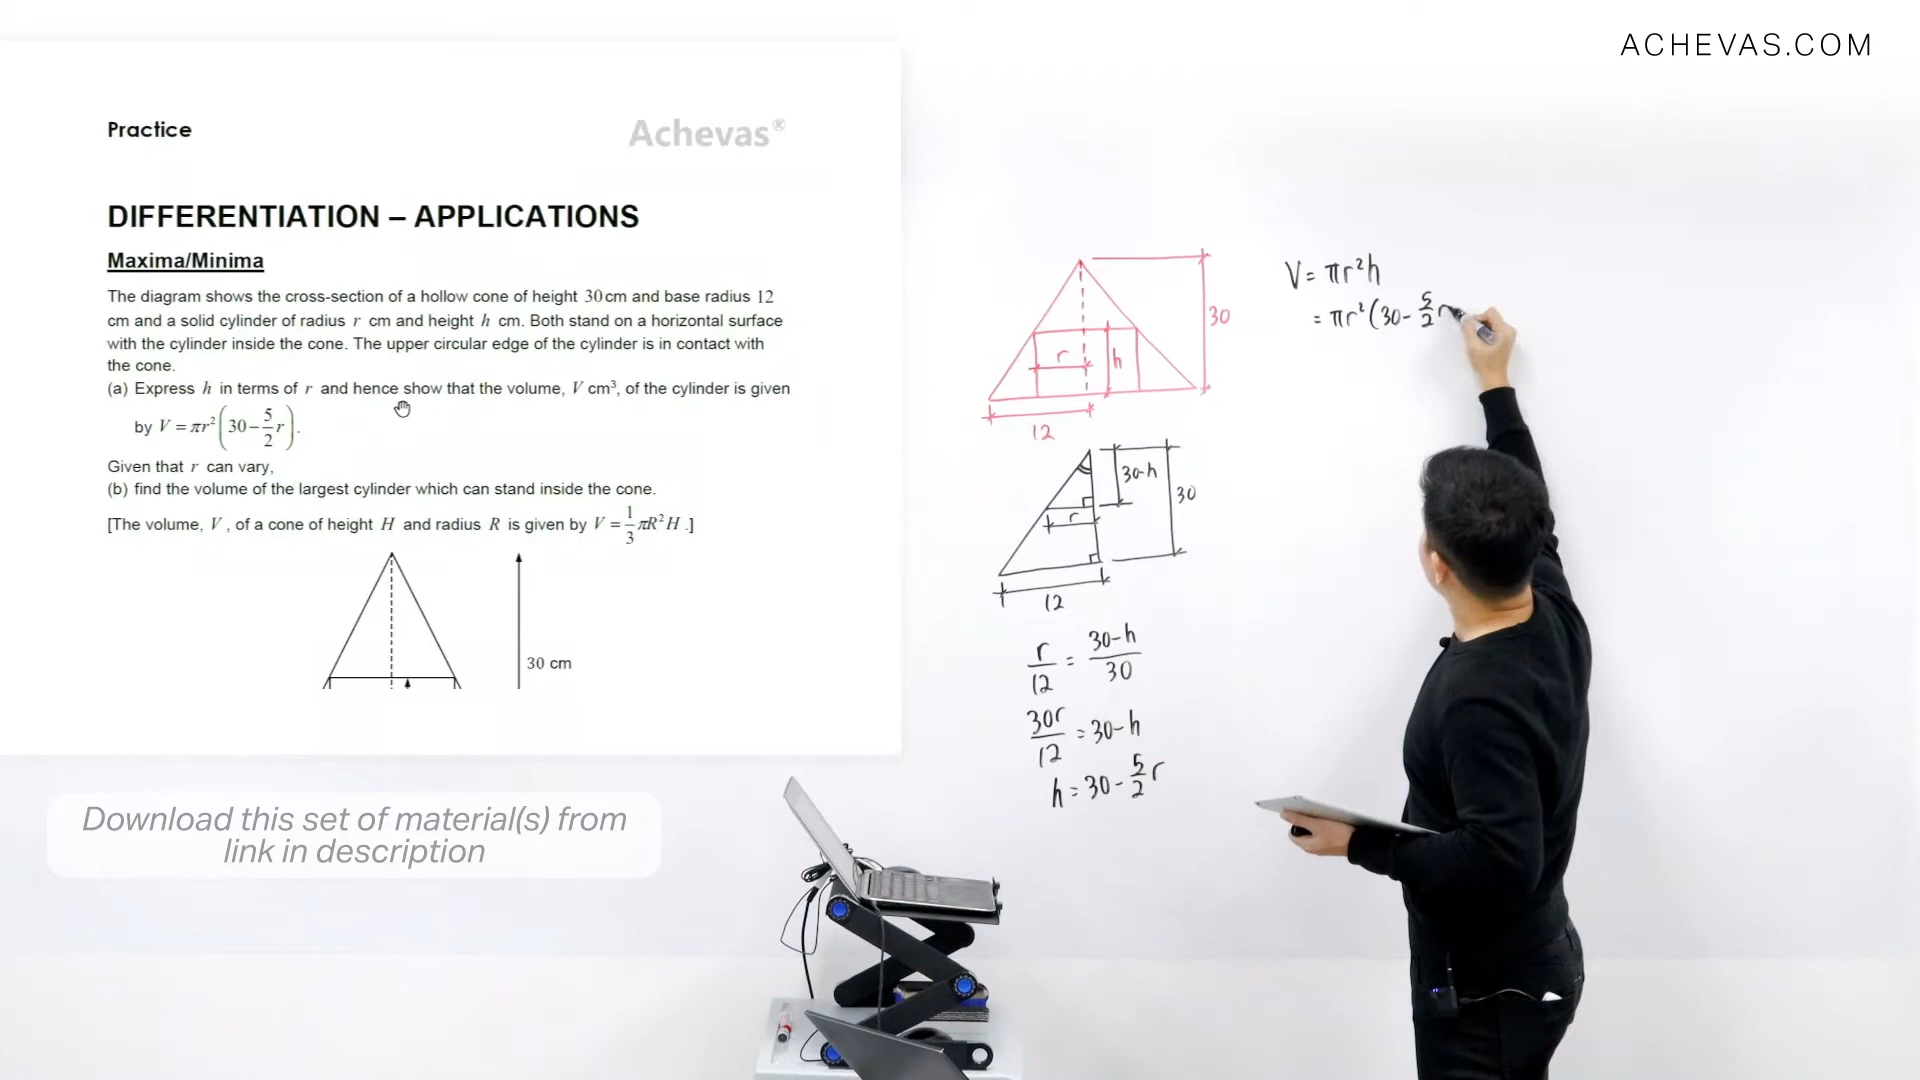 ACHEVAS.COM
Practice
Achevas®
DIFFERENTIATION – APPLICATIONS
Maxima/Minima
The diagram shows the cross-section of a hollow cone of height 30 cm and base radius 12
cm and a solid cylinder of radius r cm and height h cm. Both stand on a horizontal surface
with the cylinder inside the cone. The upper circular edge of the cylinder is in contact with
the cone.
(a) Express h in terms of r and hence show that the volume, V cm³, of the cylinder is given
by V = πr²(30 − 5/2 r).
Given that r can vary,
(b) find the volume of the largest cylinder which can stand inside the cone.
[The volume, V, of a cone of height H and radius R is given by V = 1/3 πR²H.]
30 cm
Download this set of material(s) from
link in description
30
r
h
12
30-h
30
r
12
r/12 = 30-h/30
30r/12 = 30-h
h = 30 - 5/2 r
V = πr²h
= πr²(30 - 5/2 r